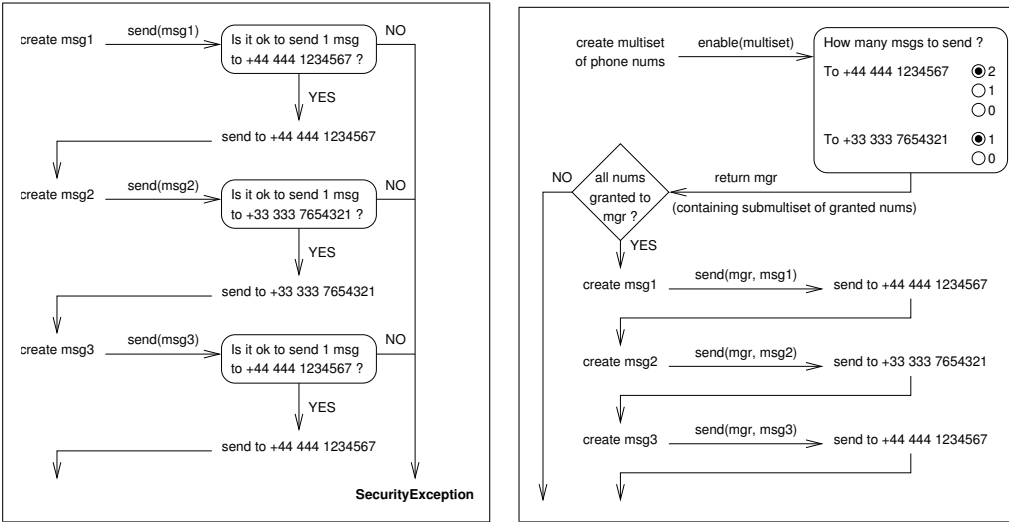 create msg1
send(msg1)
Is it ok to send 1 msg
to +44 444 1234567 ?
NO
YES
send to +44 444 1234567
create msg2
send(msg2)
Is it ok to send 1 msg
to +33 333 7654321 ?
NO
YES
send to +33 333 7654321
create msg3
send(msg3)
Is it ok to send 1 msg
to +44 444 1234567 ?
NO
YES
send to +44 444 1234567
SecurityException
create multiset
of phone nums
enable(multiset)
How many msgs to send ?
To +44 444 1234567
2
1
0
To +33 333 7654321
1
0
return mgr
(containing submultiset of granted nums)
all nums
granted to
mgr ?
NO
YES
create msg1
send(mgr, msg1)
send to +44 444 1234567
create msg2
send(mgr, msg2)
send to +33 333 7654321
create msg3
send(mgr, msg3)
send to +44 444 1234567